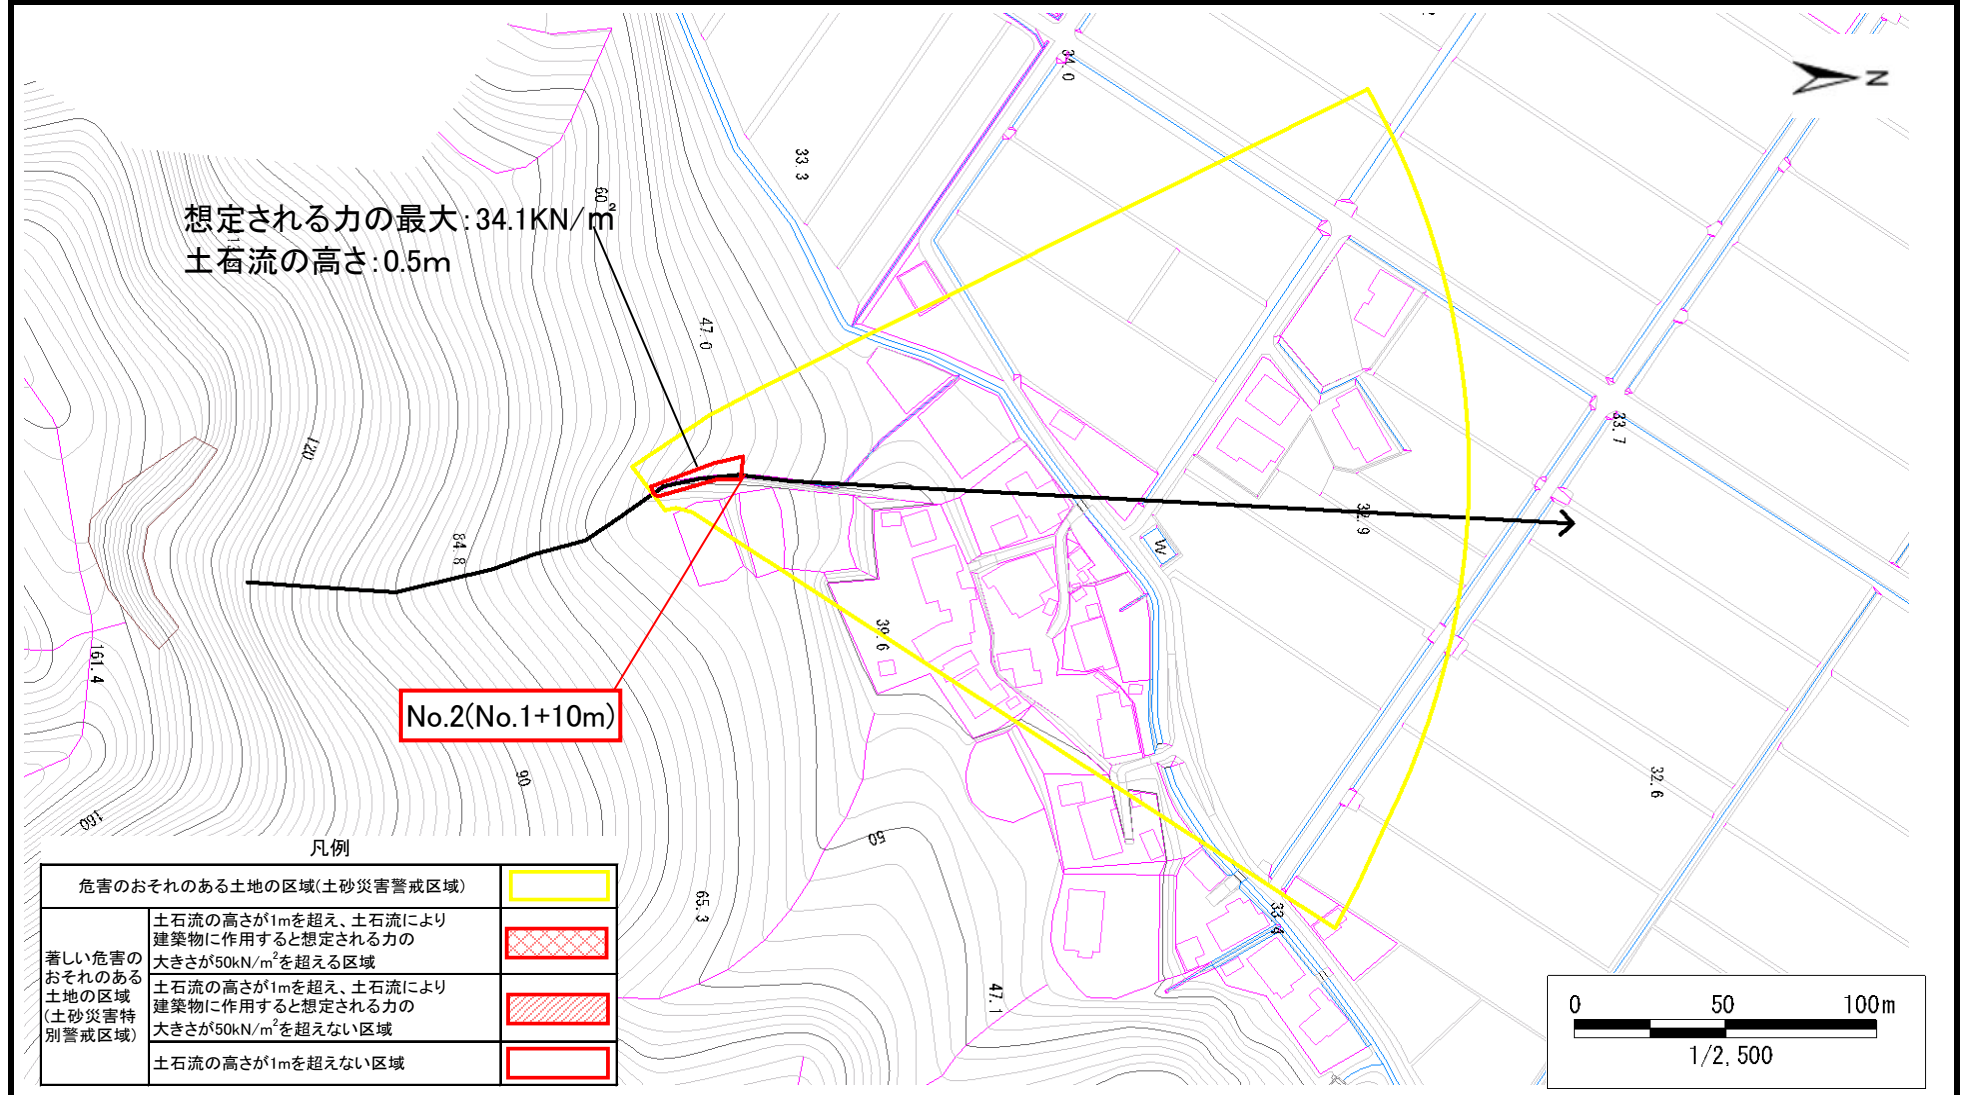 34.0
N
33.3
60
想定される力の最大:34.1KN/㎡
土石流の高さ:0.5m
47.0
120
33.7
32.9
W
84.8
39.6
161.4
No.2(No.1+10m)
90
32.6
160
50
65.3
33.4
47.1
凡例
危害のおそれのある土地の区域(土砂災害警戒区域)
著しい危害の
おそれのある
土地の区域
(土砂災害特
別警戒区域)
土石流の高さが1mを超え、土石流により
建築物に作用すると想定される力の
大きさが50kN/m²を超える区域
土石流の高さが1mを超え、土石流により
建築物に作用すると想定される力の
大きさが50kN/m²を超えない区域
土石流の高さが1mを超えない区域
0 50 100m
1/2,500